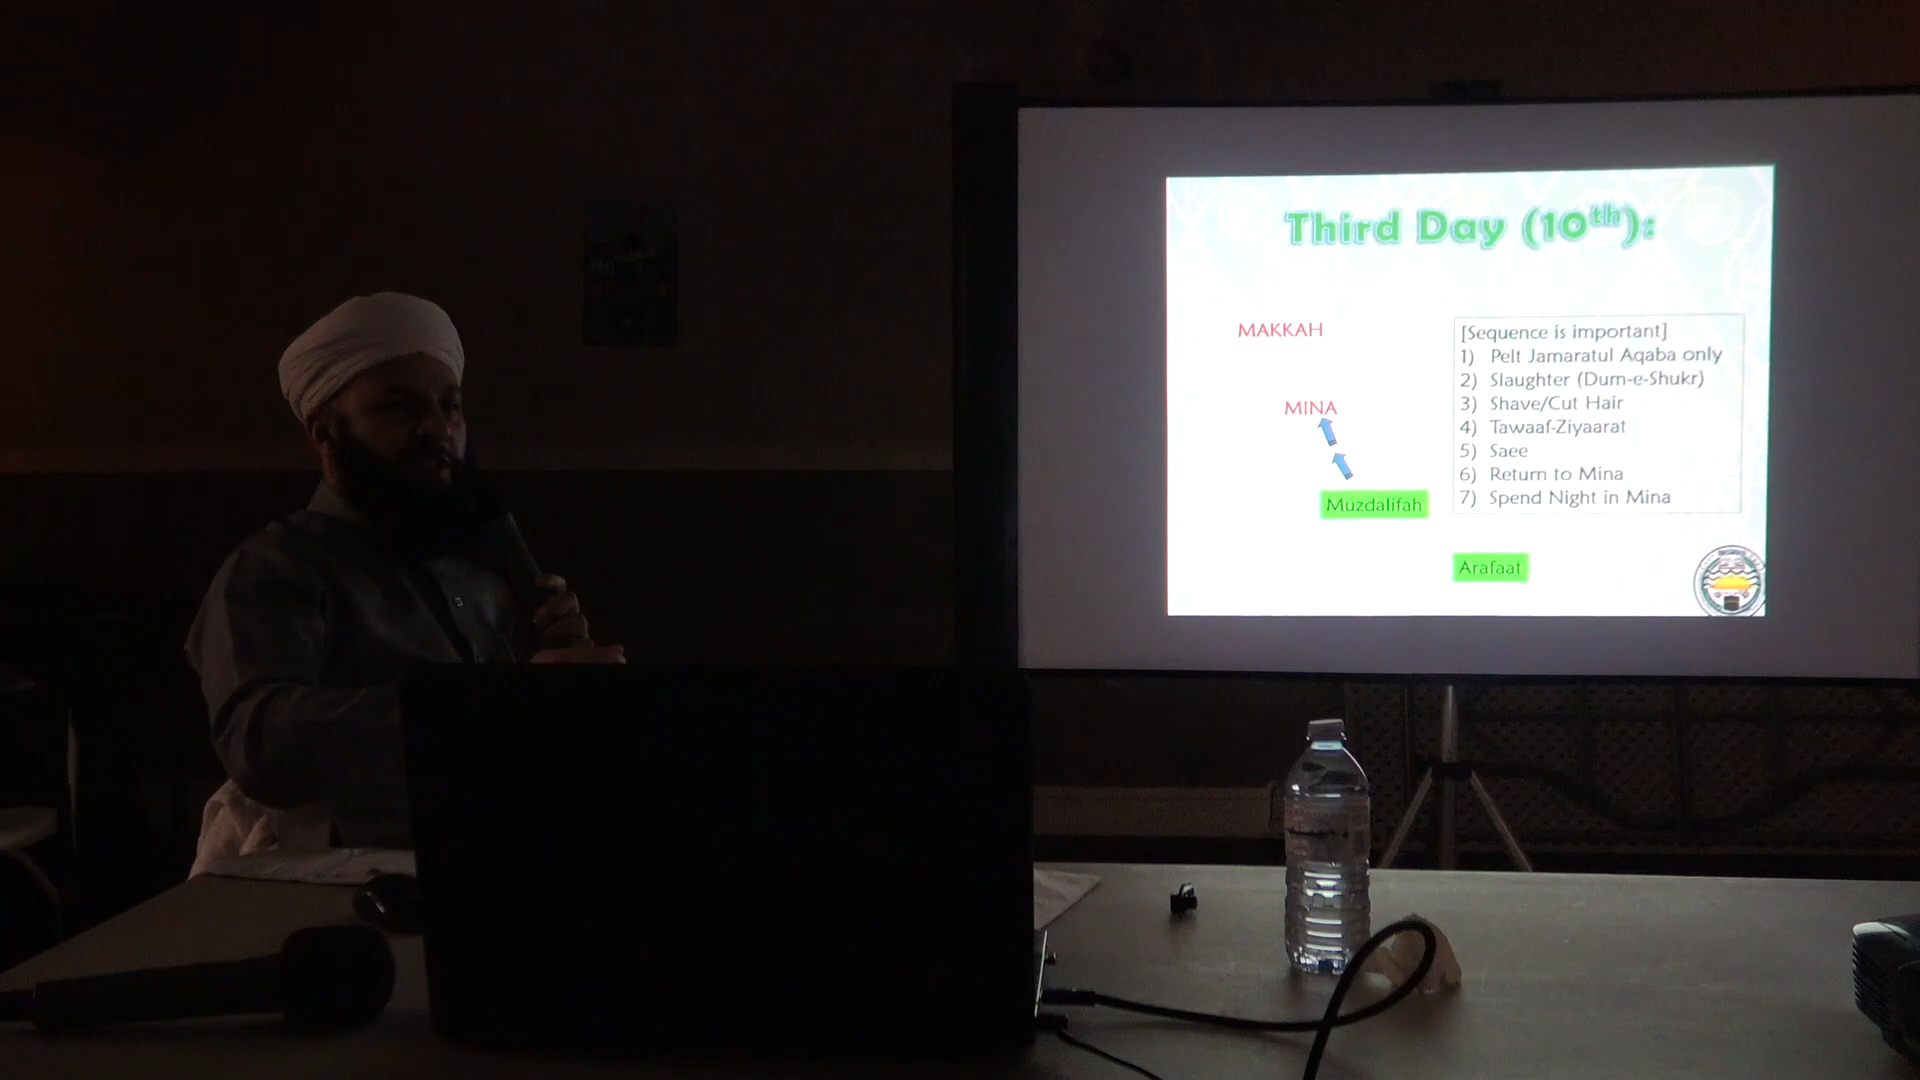 Third Day (10th):
MAKKAH
MINA
Muzdalifah
Arafaat
[Sequence is important]
1) Pelt Jamaratul Aqaba only
2) Slaughter (Dum-e-Shukr)
3) Shave/Cut Hair
4) Tawaaf-Ziyaarat
5) Saee
6) Return to Mina
7) Spend Night in Mina